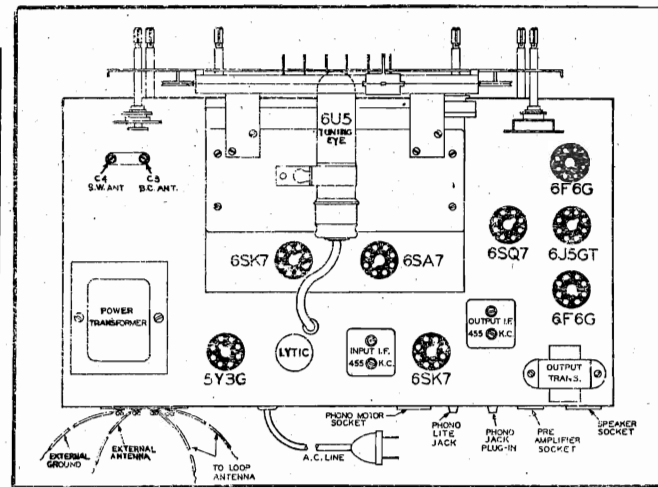 6U5
TUNING
EYE
C4
S.W. ANT
C3
B.C. ANT.
6F6G
6SQ7
6J5GT
6SK7
6SA7
6F6G
POWER
TRANSFORMER
OUTPUT I.F.
455 K.C.
LYTIC
INPUT I.F.
455 K.C.
5Y3G
6SK7
OUTPUT
TRANS.
EXTERNAL
GROUND
EXTERNAL
ANTENNA
TO LOOP
ANTENNA
A.C. LINE
PHONO MOTOR
SOCKET
PHONO
LITE
JACK
PHONO
JACK
PLUG-IN
PRE
AMPLIFIER
SOCKET
SPEAKER
SOCKET